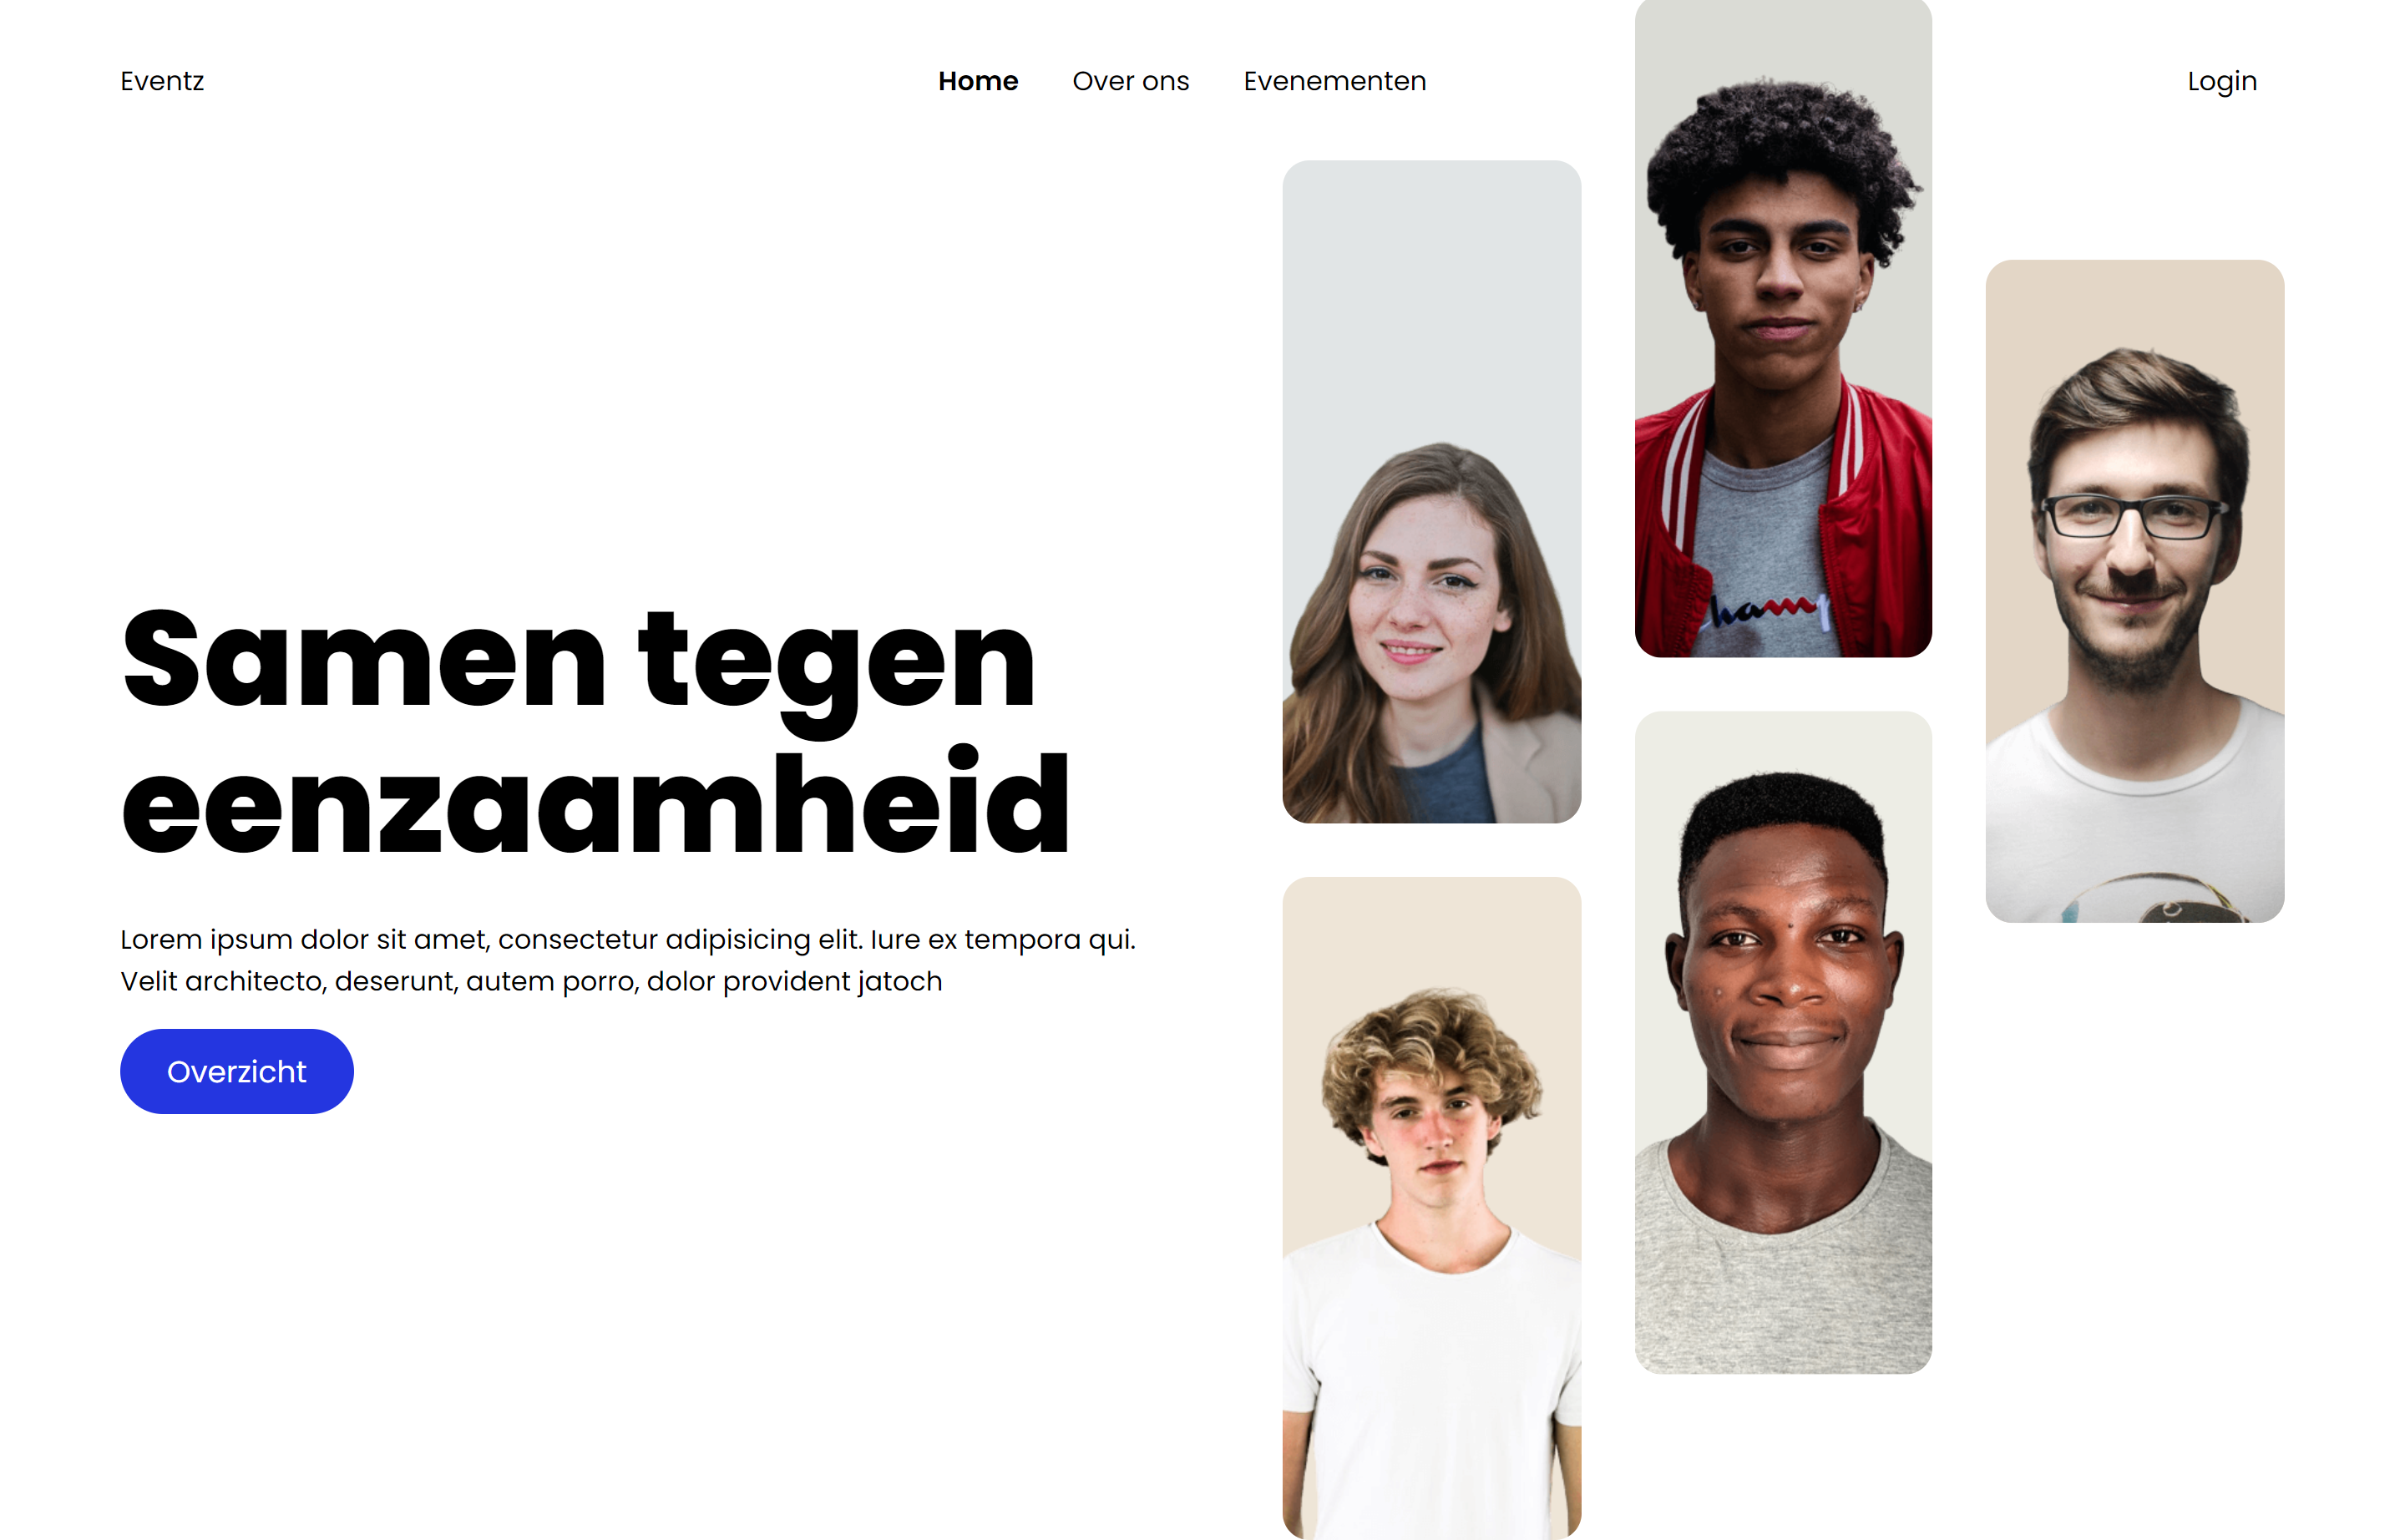 Eventz
Home
Over ons
Evenementen
Login
Samen tegen
eenzaamheid
Lorem ipsum dolor sit amet, consectetur adipisicing elit. Iure ex tempora qui.
Velit architecto, deserunt, autem porro, dolor provident jatoch
Overzicht